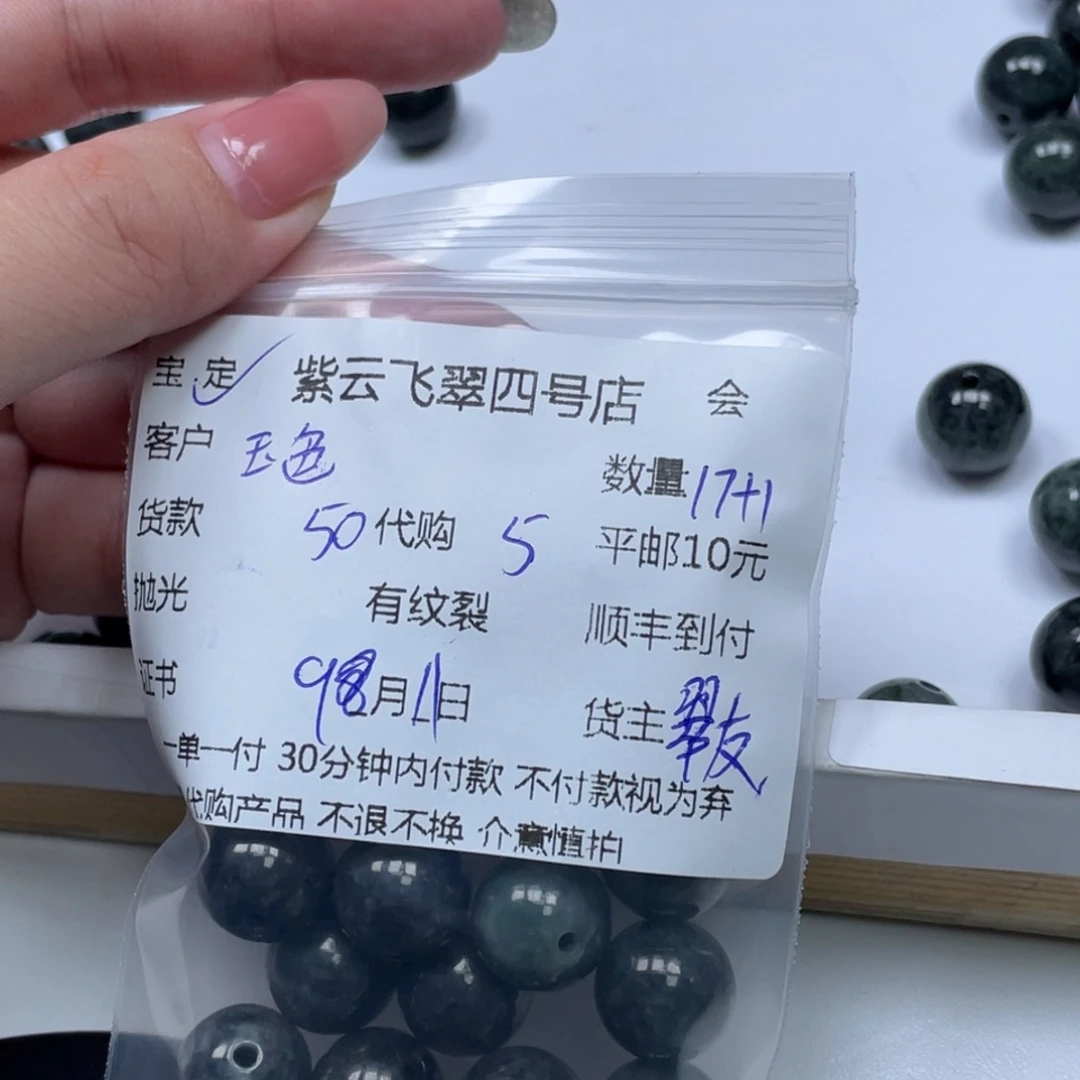 宝 定 紫云飞翠四号店 会
客户 玉色 数量 17+1
货款 50 代购 5 平邮10元
抛光 有纹裂 顺丰到付
证书 9月1日 货主 翠友
一单一付 30分钟内付款 不付款视为弃
代购产品 不退不换 介意慎拍